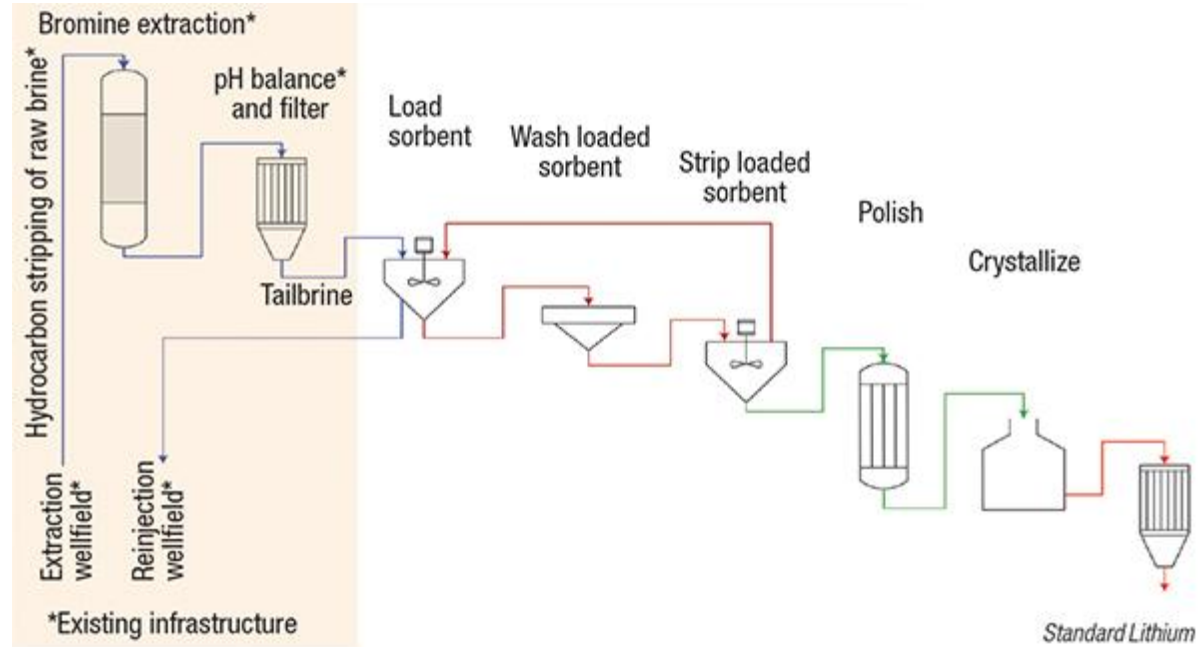 Bromine extraction*
Hydrocarbon stripping of raw brine*
pH balance*
and filter
Load
sorbent
Wash loaded
sorbent
Strip loaded
sorbent
Polish
Crystallize
Tailbrine
Extraction
wellfield*
Reinjection
wellfield*
*Existing infrastructure
Standard Lithium